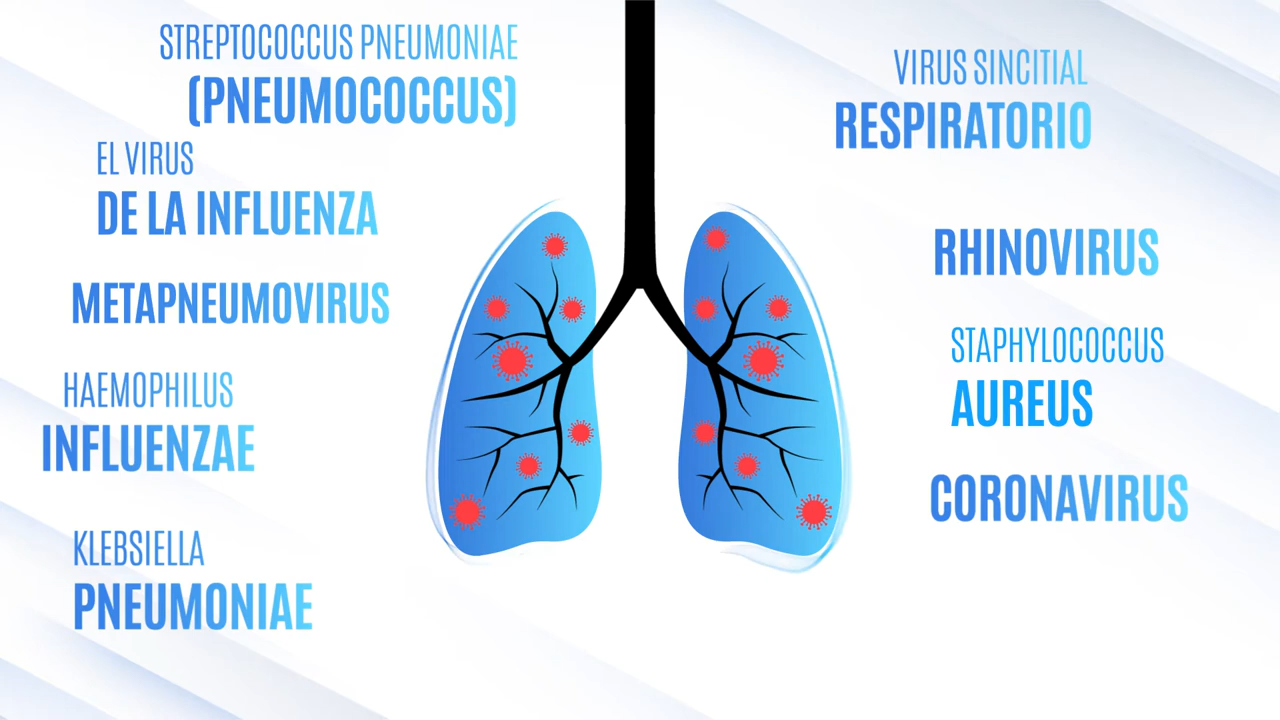 STREPTOCOCCUS PNEUMONIAE
(PNEUMOCOCCUS)
EL VIRUS
DE LA INFLUENZA
METAPNEUMOVIRUS
HAEMOPHILUS
INFLUENZAE
KLEBSIELLA
PNEUMONIAE
VIRUS SINCITIAL
RESPIRATORIO
RHINOVIRUS
STAPHYLOCOCCUS
AUREUS
CORONAVIRUS